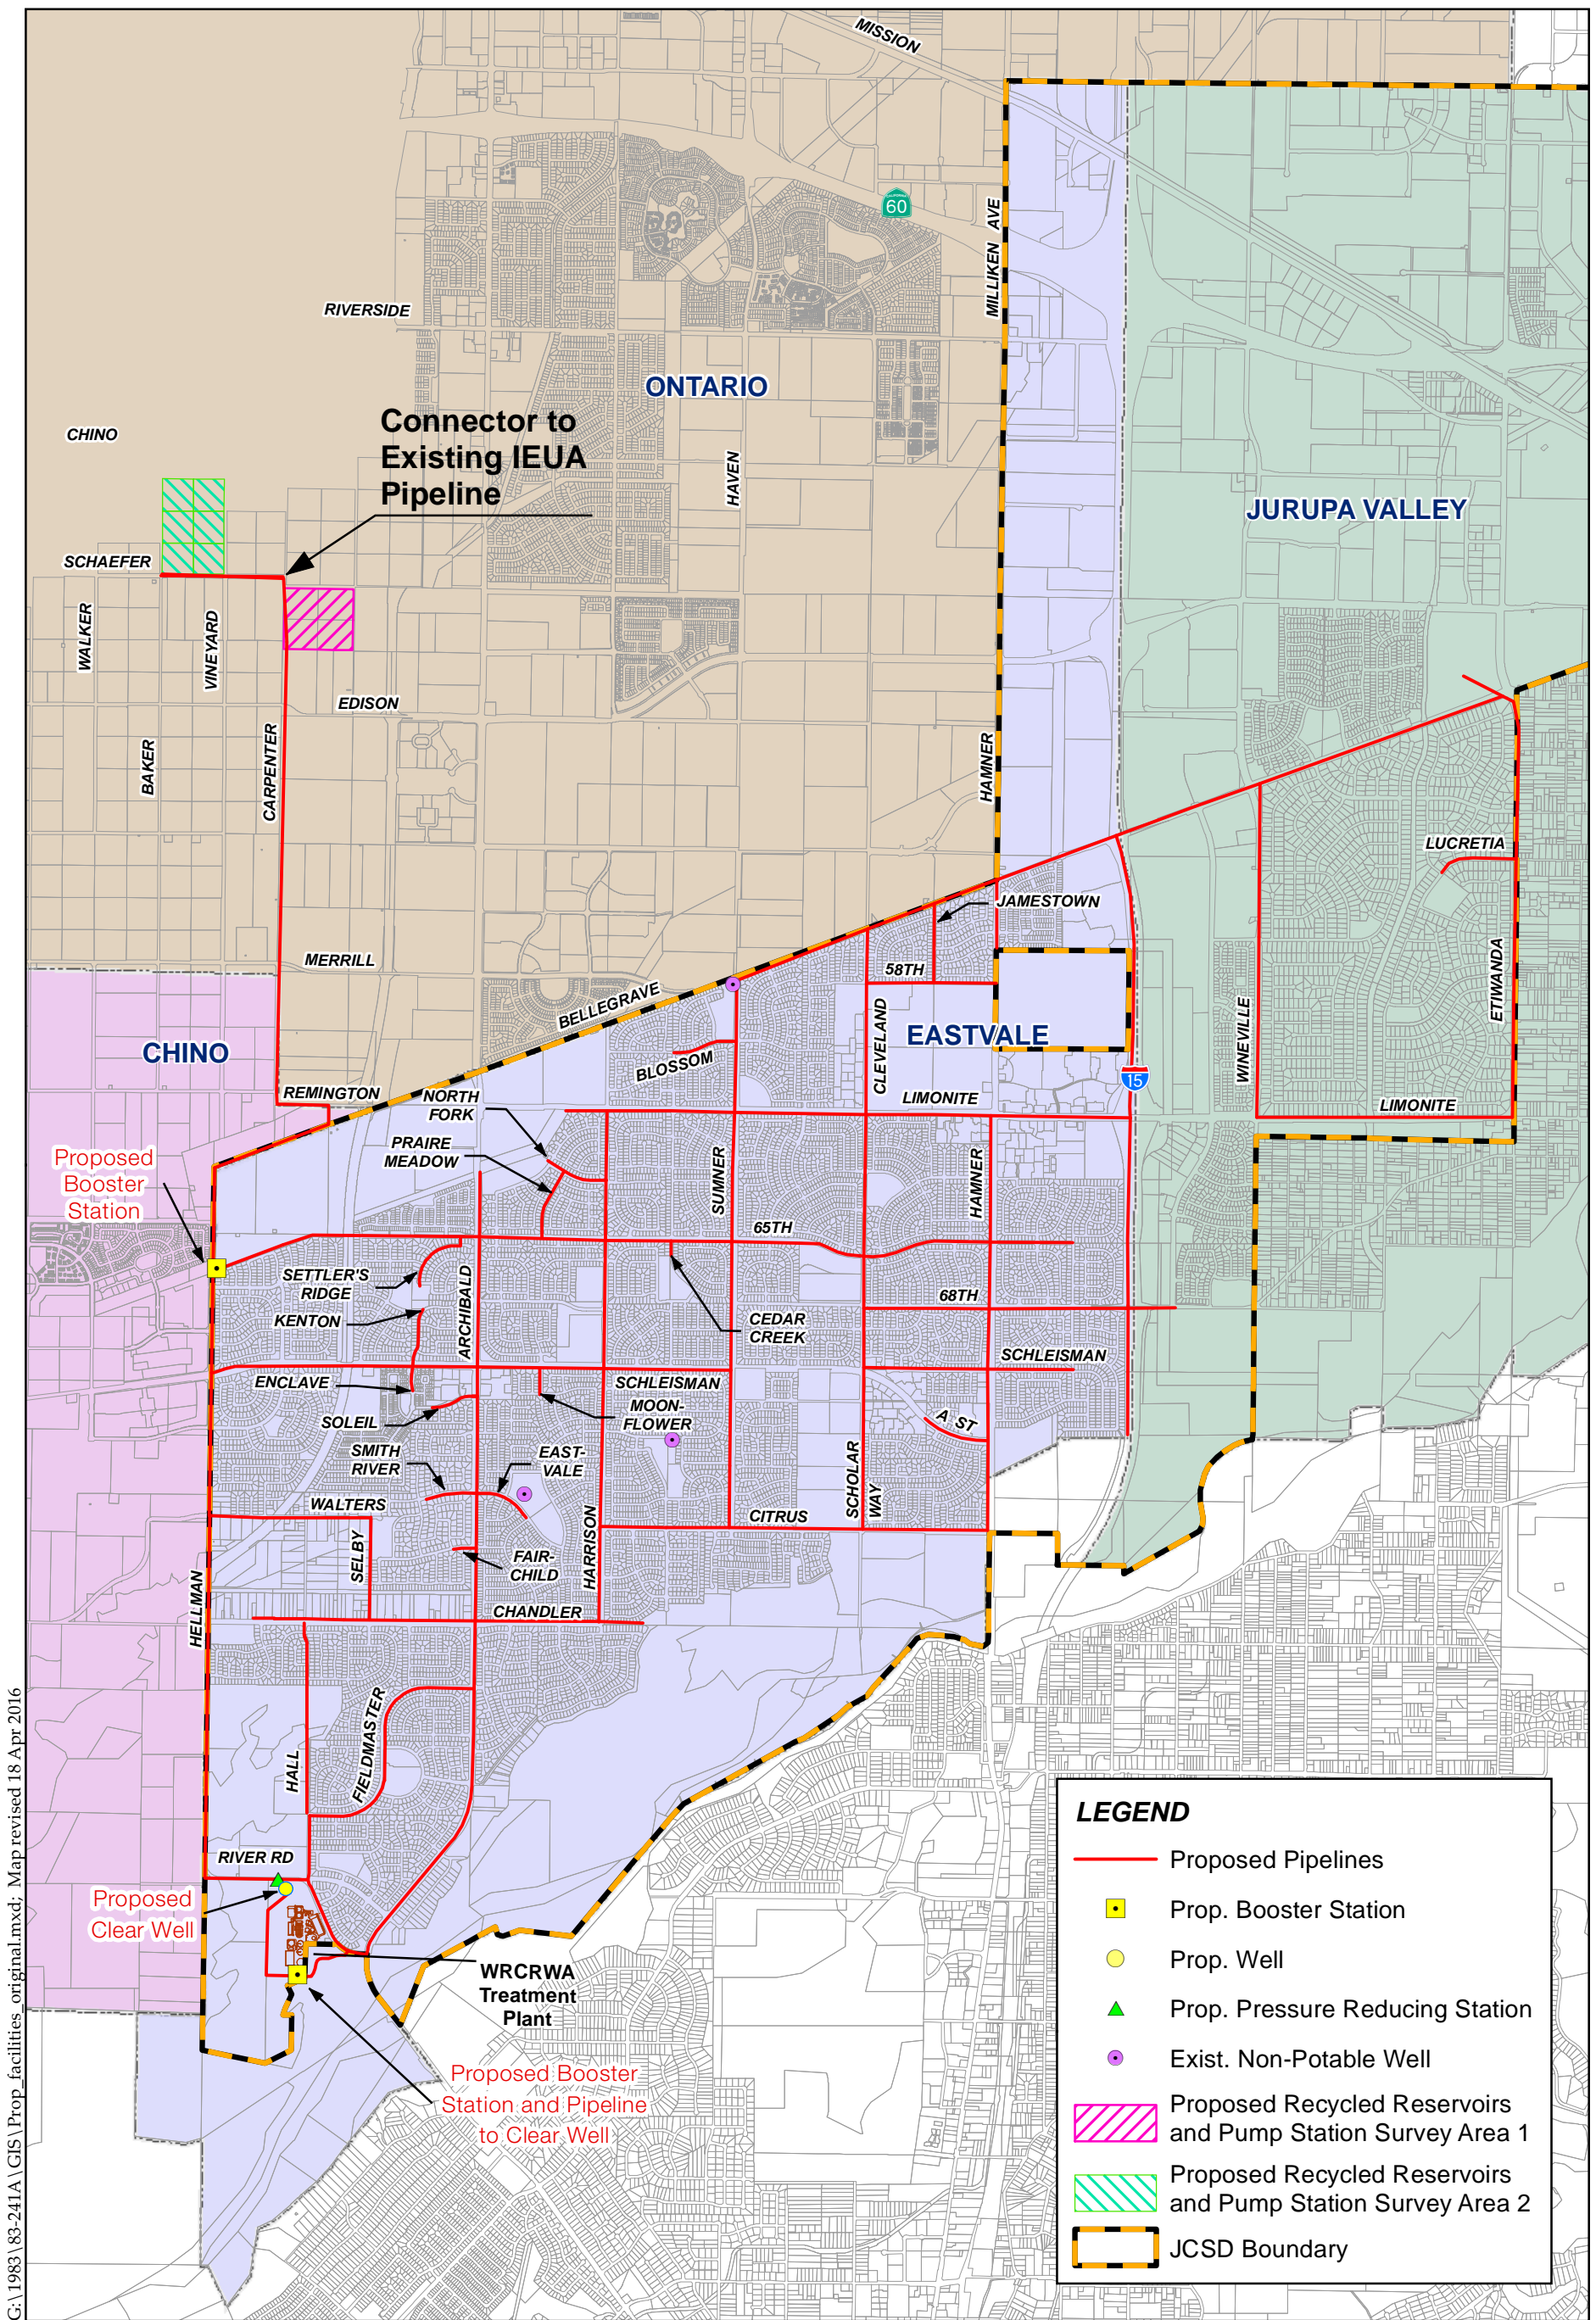 MISSION
60
MILLIKEN AVE
RIVERSIDE
ONTARIO
CHINO
Connector to
Existing IEUA
Pipeline
HAVEN
JURUPA VALLEY
SCHAEFER
WALKER
VINEYARD
EDISON
BAKER
CARPENTER
HAMNER
LUCRETIA
JAMESTOWN
MERRILL
58TH
ETIWANDA
BELLEGRAVE
CLEVELAND
EASTVALE
WINEVILLE
CHINO
BLOSSOM
15
REMINGTON
NORTH
FORK
LIMONITE
LIMONITE
PRAIRE
MEADOW
Proposed
Booster
Station
SUMNER
HAMNER
65TH
SETTLER'S
RIDGE
ARCHIBALD
68TH
KENTON
CEDAR
CREEK
SCHLEISMAN
ENCLAVE
SCHLEISMAN
SOLEIL
MOON-
FLOWER
A ST
SMITH
RIVER
EAST-
VALE
SCHOLAR
WAY
WALTERS
CITRUS
HARRISON
SELBY
FAIR-
CHILD
HELLMAN
CHANDLER
HALL
FIELDMASTER
RIVER RD
Proposed
Clear Well
WRCRWA
Treatment
Plant
Proposed Booster
Station and Pipeline
to Clear Well
LEGEND
Proposed Pipelines
Prop. Booster Station
Prop. Well
Prop. Pressure Reducing Station
Exist. Non-Potable Well
Proposed Recycled Reservoirs
and Pump Station Survey Area 1
Proposed Recycled Reservoirs
and Pump Station Survey Area 2
JCSD Boundary
G:\1983\83-241A\GIS\Prop_facilities_original.mxd; Map revised 18 Apr 2016